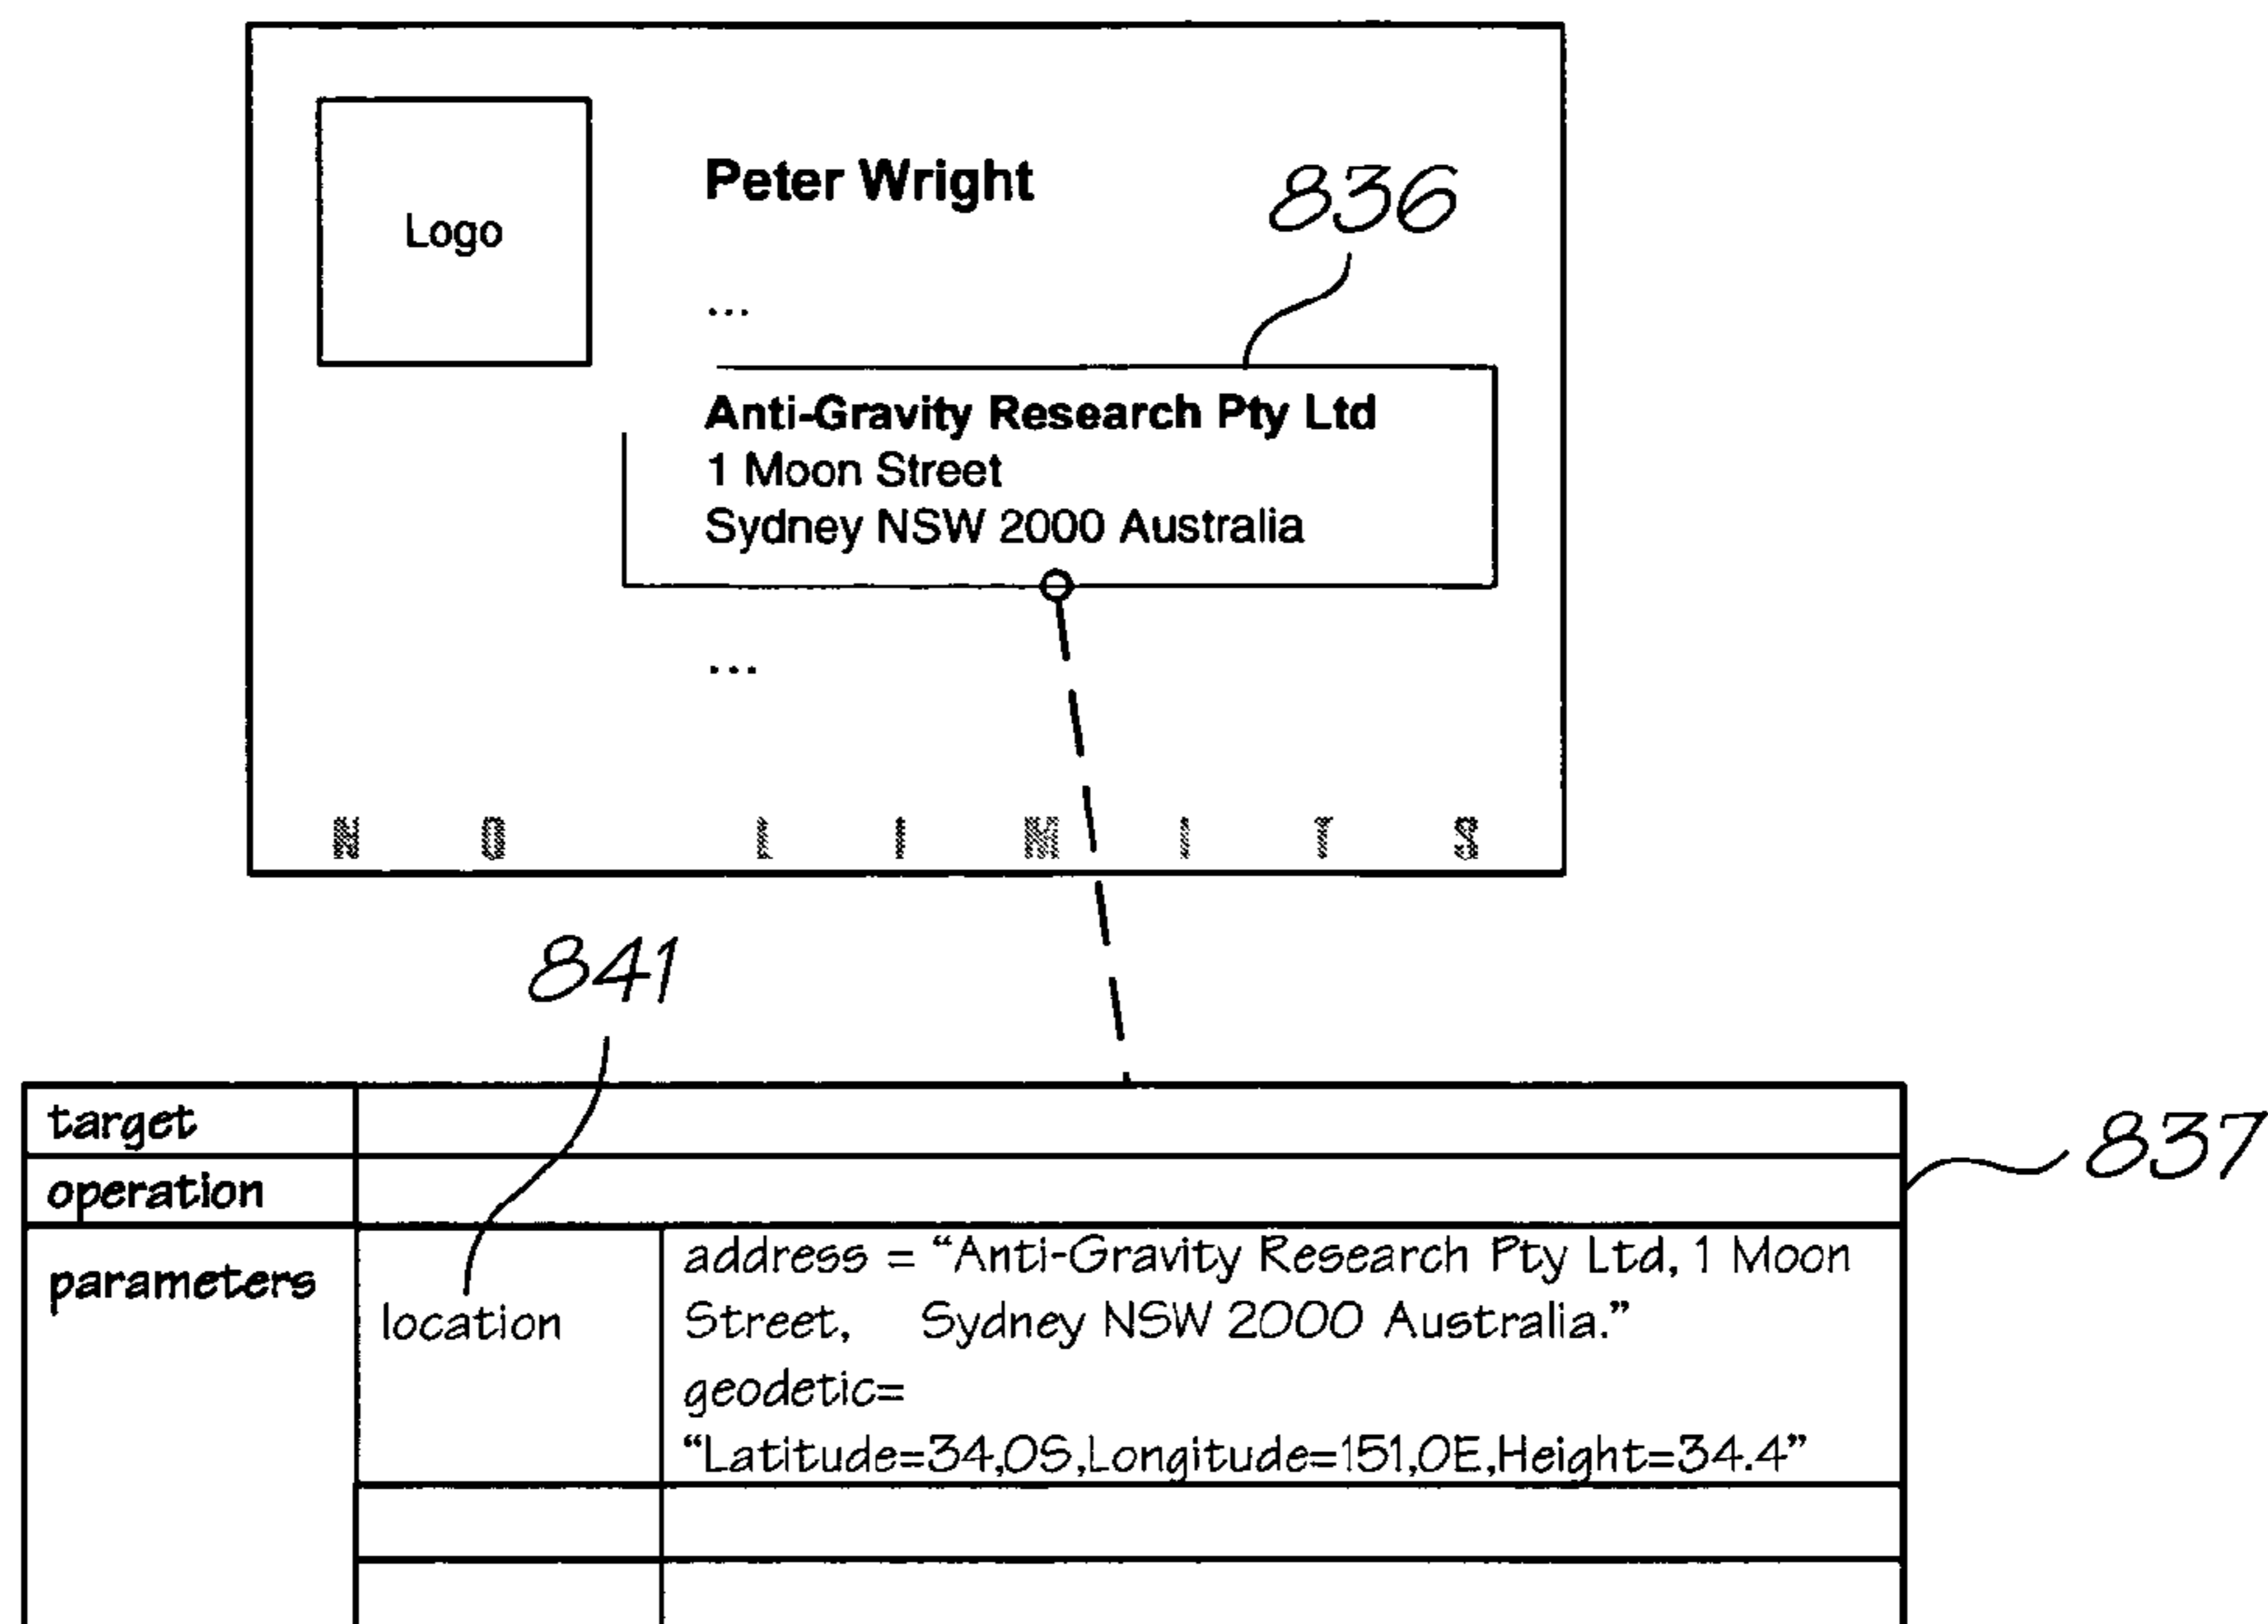 Logo
Peter Wright
836
...
Anti-Gravity Research Pty Ltd
1 Moon Street
Sydney NSW 2000 Australia
...
841
target
837
operation
parameters
location
address = “Anti-Gravity Research Pty Ltd, 1 Moon
Street, Sydney NSW 2000 Australia.”
geodetic=
“Latitude=34,0S,Longitude=151,0E,Height=34.4”